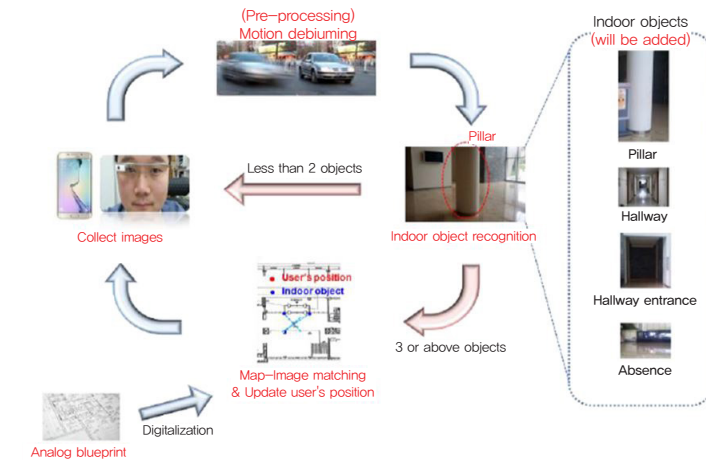 (Pre-processing)
Motion debiuming
Indoor objects
(will be added)
Pillar
Pillar
Less than 2 objects
Hallway
Collect images
Indoor object recognition
User's position
Indoor object
Hallway entrance
3 or above objects
Absence
Map-Image matching
& Update user's position
Digitalization
Analog blueprint